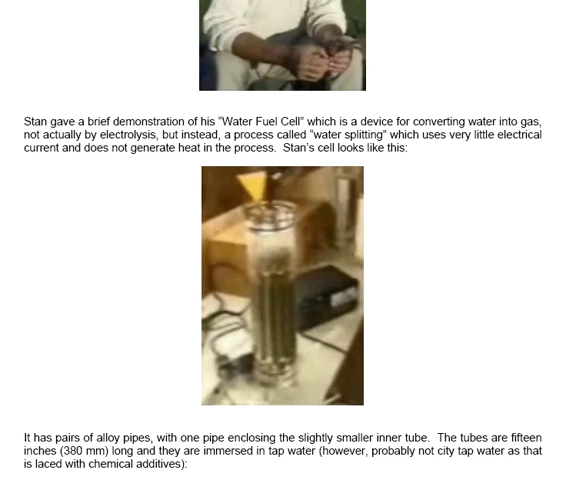 Stan gave a brief demonstration of his “Water Fuel Cell” which is a device for converting water into gas,
not actually by electrolysis, but instead, a process called “water splitting” which uses very little electrical
current and does not generate heat in the process.  Stan’s cell looks like this:
It has pairs of alloy pipes, with one pipe enclosing the slightly smaller inner tube.  The tubes are fifteen
inches (380 mm) long and they are immersed in tap water (however, probably not city tap water as that
is laced with chemical additives):